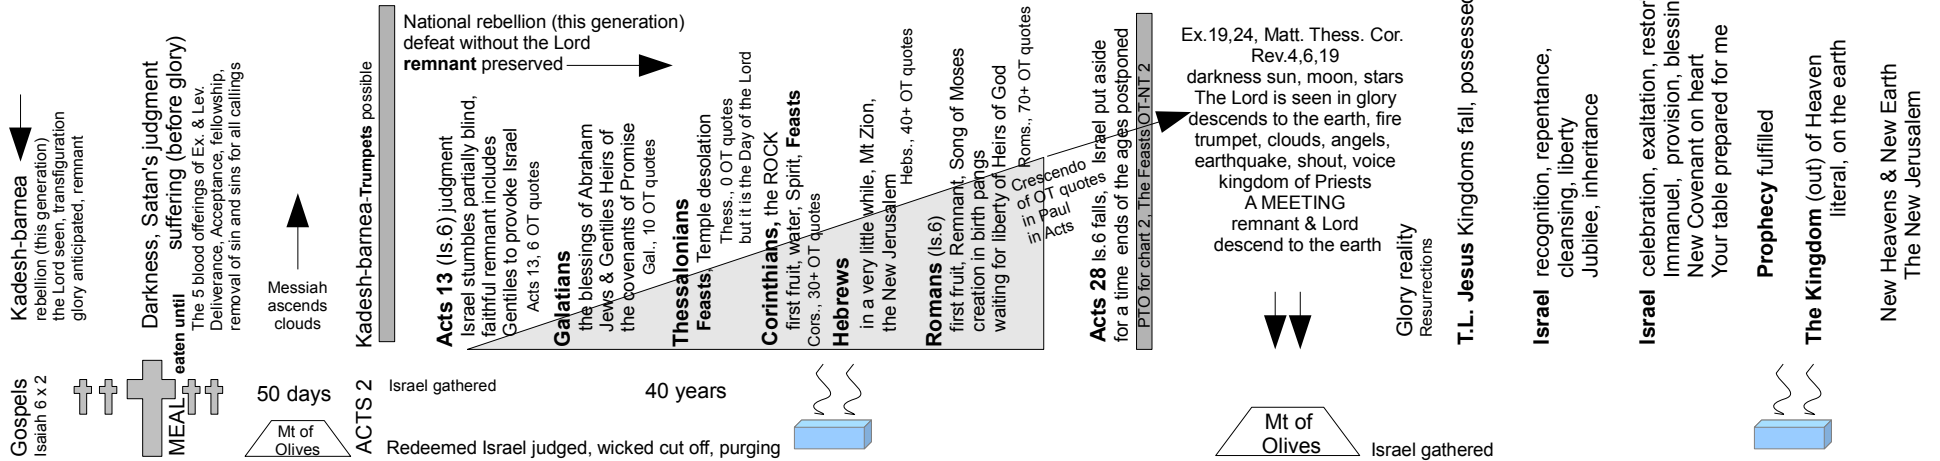 Gospels
Isaiah 6 x 2
Kadesh-barnea
rebellion (this generation)
the Lord seen, transfiguration
glory anticipated, remnant
MEAL eaten until
Darkness, Satan's judgment
suffering (before glory)
The 5 blood offerings of Ex. & Lev.
Deliverance, Acceptance, fellowship,
removal of sin and sins for all callings
Messiah
ascends
clouds
50 days
Mt of
Olives
ACTS 2
Kadesh-barnea-Trumpets possible
National rebellion (this generation)
defeat without the Lord
remnant preserved
Israel gathered
40 years
Redeemed Israel judged, wicked cut off, purging
Acts 13 (Is.6) judgment
Israel stumbles partially blind,
faithful remnant includes
Gentiles to provoke Israel
Acts 13, 6 OT quotes
Galatians
the blessings of Abraham
Jews & Gentiles Heirs of
the covenants of Promise
Gal., 10 OT quotes
Thessalonians
Feasts, Temple desolation
Thess., 0 OT quotes
but it is the Day of the Lord
Corinthians, the ROCK
first fruit, water, Spirit, Feasts
Cors., 30+ OT quotes
Hebrews
in a very little while, Mt Zion,
the New Jerusalem
Hebs., 40+ OT quotes
Romans (Is.6)
first fruit, Remnant, Song of Moses
creation in birth pangs
waiting for liberty of Heirs of God
Roms., 70+ OT quotes
Crescendo
of OT quotes
in Paul
in Acts
Acts 28 Is.6 falls, Israel put aside
for a time ends of the ages postponed
PTO for chart 2, The Feasts OT-NT 2
Ex.19,24, Matt. Thess. Cor.
Rev.4,6,19
darkness sun, moon, stars
The Lord is seen in glory
descends to the earth, fire
trumpet, clouds, angels,
earthquake, shout, voice
kingdom of Priests
A MEETING
remnant & Lord
descend to the earth
Mt of
Olives
Israel gathered
Glory reality
Resurrections
T.L. Jesus Kingdoms fall, possessed
Israel recognition, repentance,
cleansing, liberty
Jubilee, inheritance
Israel celebration, exaltation, restor
Immanuel, provision, blessin
New Covenant on heart
Your table prepared for me
Prophecy fulfilled
The Kingdom (out) of Heaven
literal, on the earth
New Heavens & New Earth
The New Jerusalem